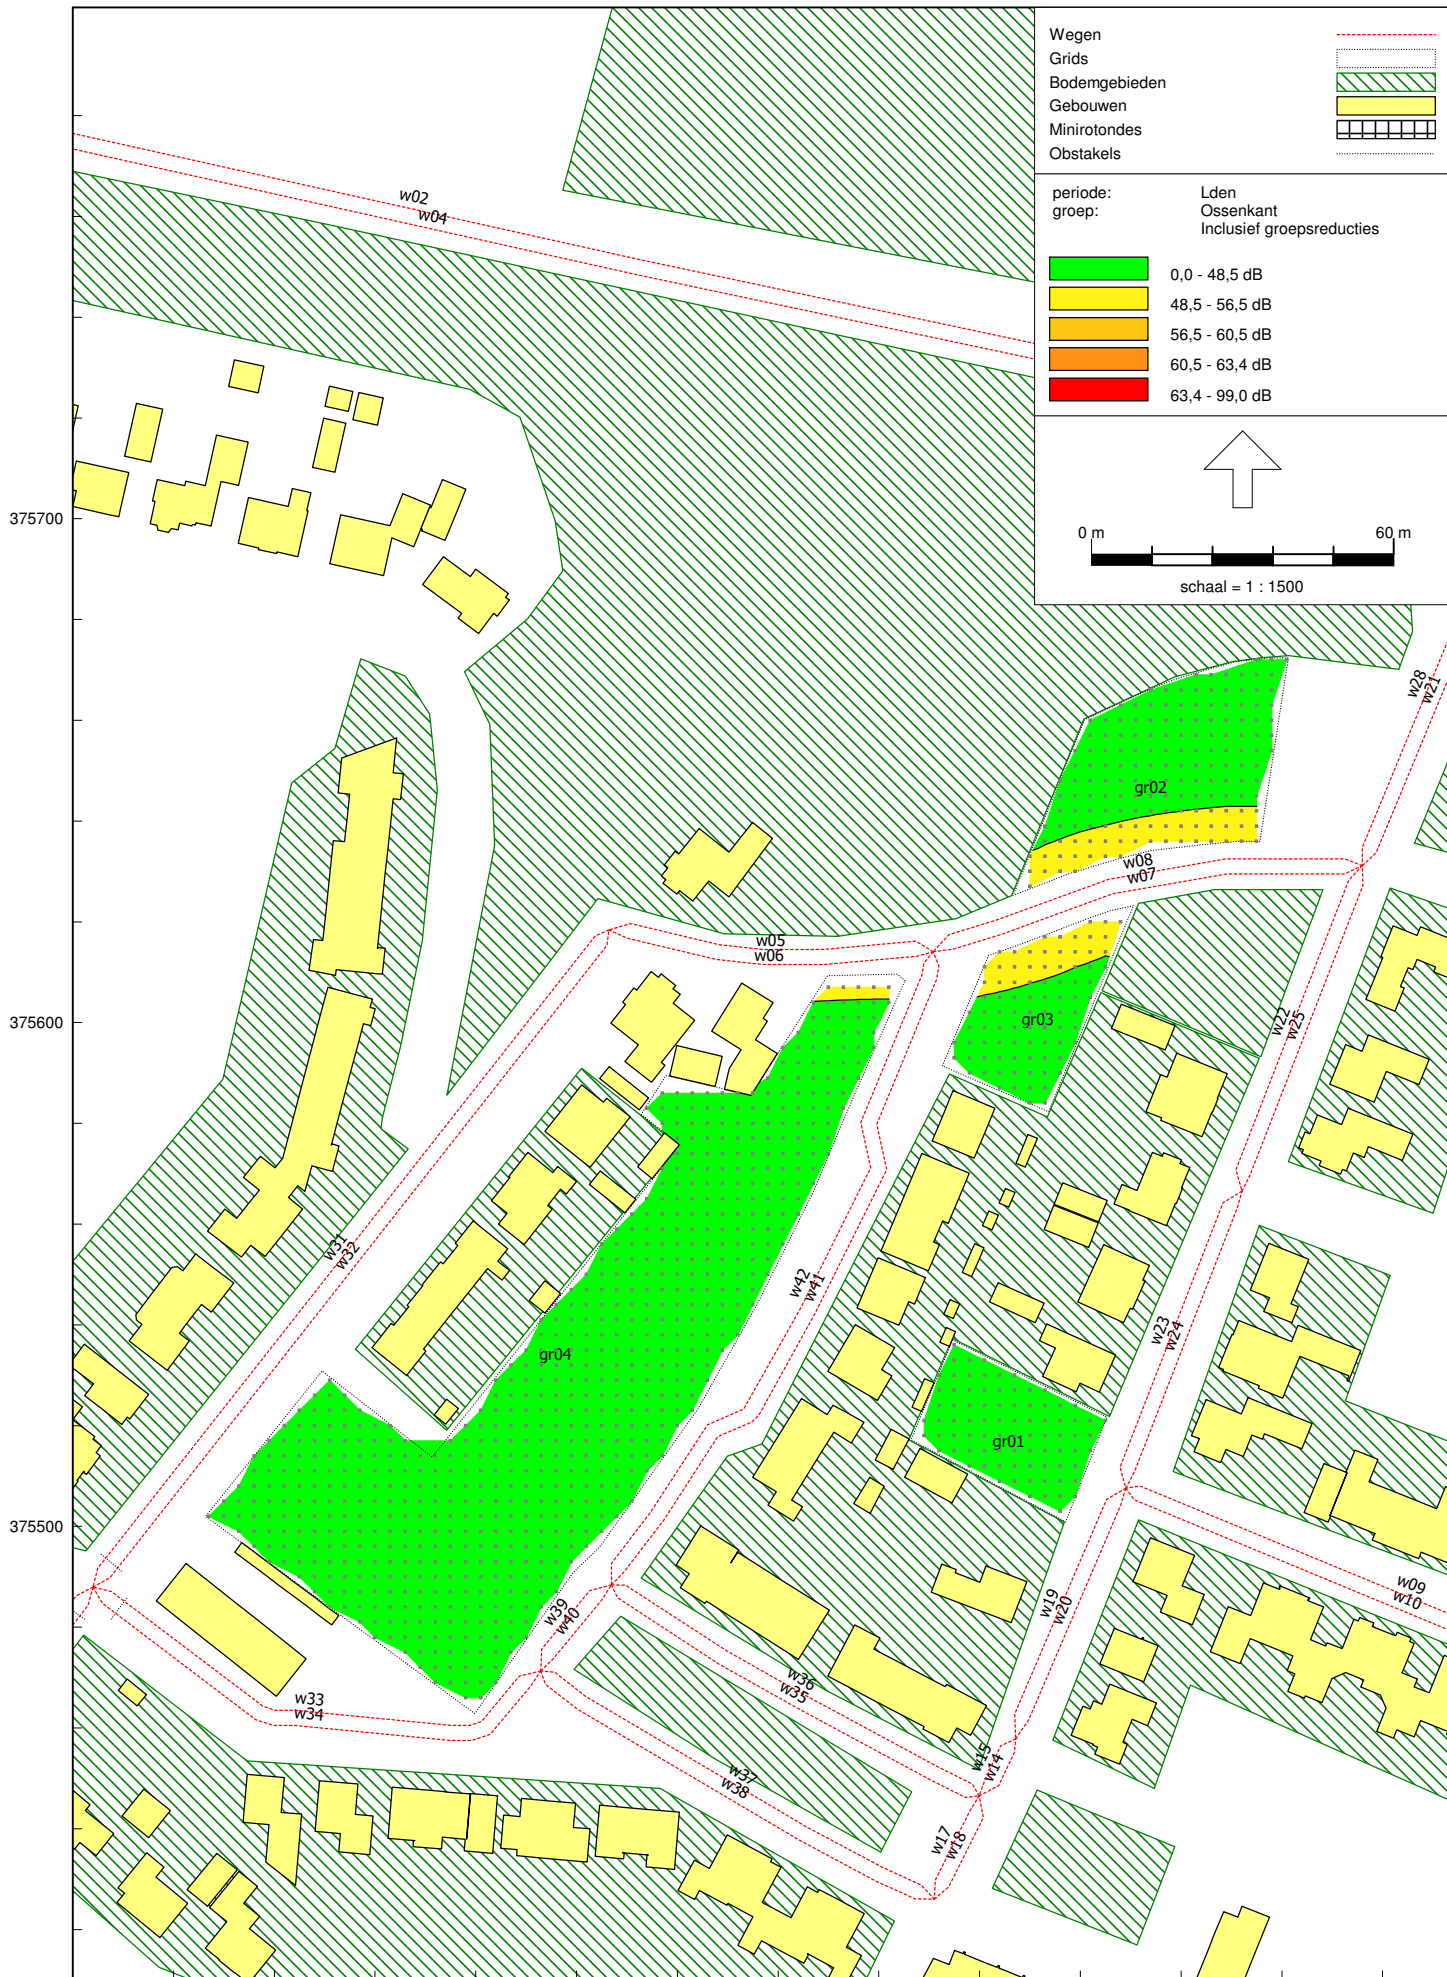 Wegen
Grids
Bodemgebieden
Gebouwen
Minirotondes
Obstakels
periode: Lden
groep: Ossenkant
Inclusief groepsreducties
0,0 - 48,5 dB
48,5 - 56,5 dB
56,5 - 60,5 dB
60,5 - 63,4 dB
63,4 - 99,0 dB
0 m 60 m
schaal = 1 : 1500
w02
w04
375700
w28
w21
gr02
w08
w07
w05
w06
375600
gr03
w22
w25
w31
w32
w42
w41
w23
w24
gr04
gr01
375500
w09
w10
w39
w40
w19
w20
w36
w35
w33
w34
w15
w14
w37
w38
w17
w18